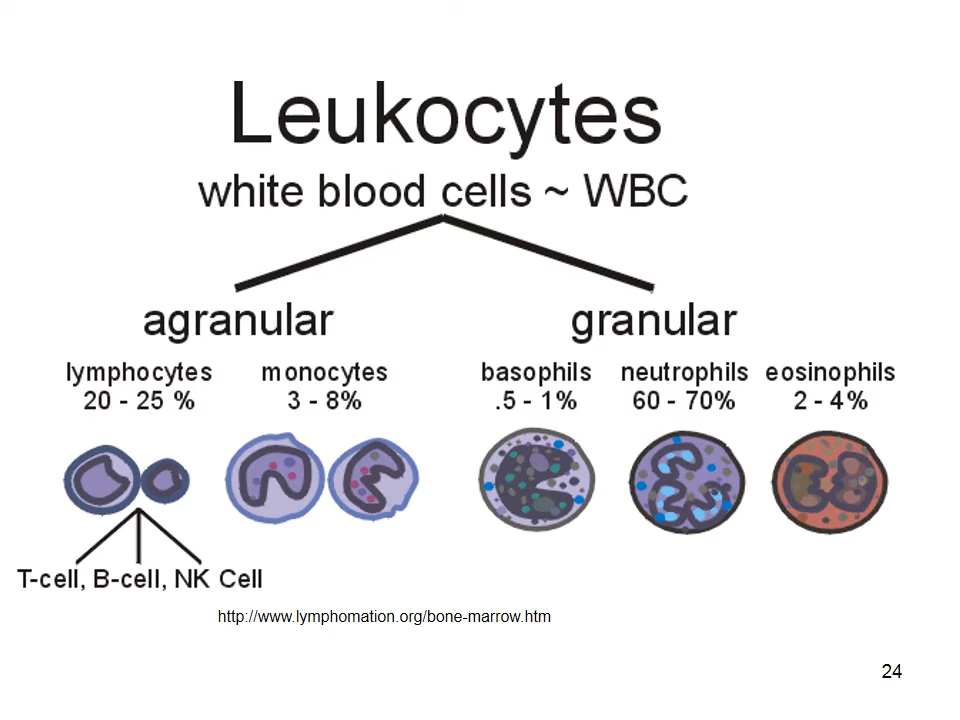 Leukocytes
white blood cells ~ WBC
agranular
granular
lymphocytes
20 - 25 %
monocytes
3 - 8%
basophils
.5 - 1%
neutrophils
60 - 70%
eosinophils
2 - 4%
T-cell, B-cell, NK Cell
http://www.lymphomation.org/bone-marrow.htm
24